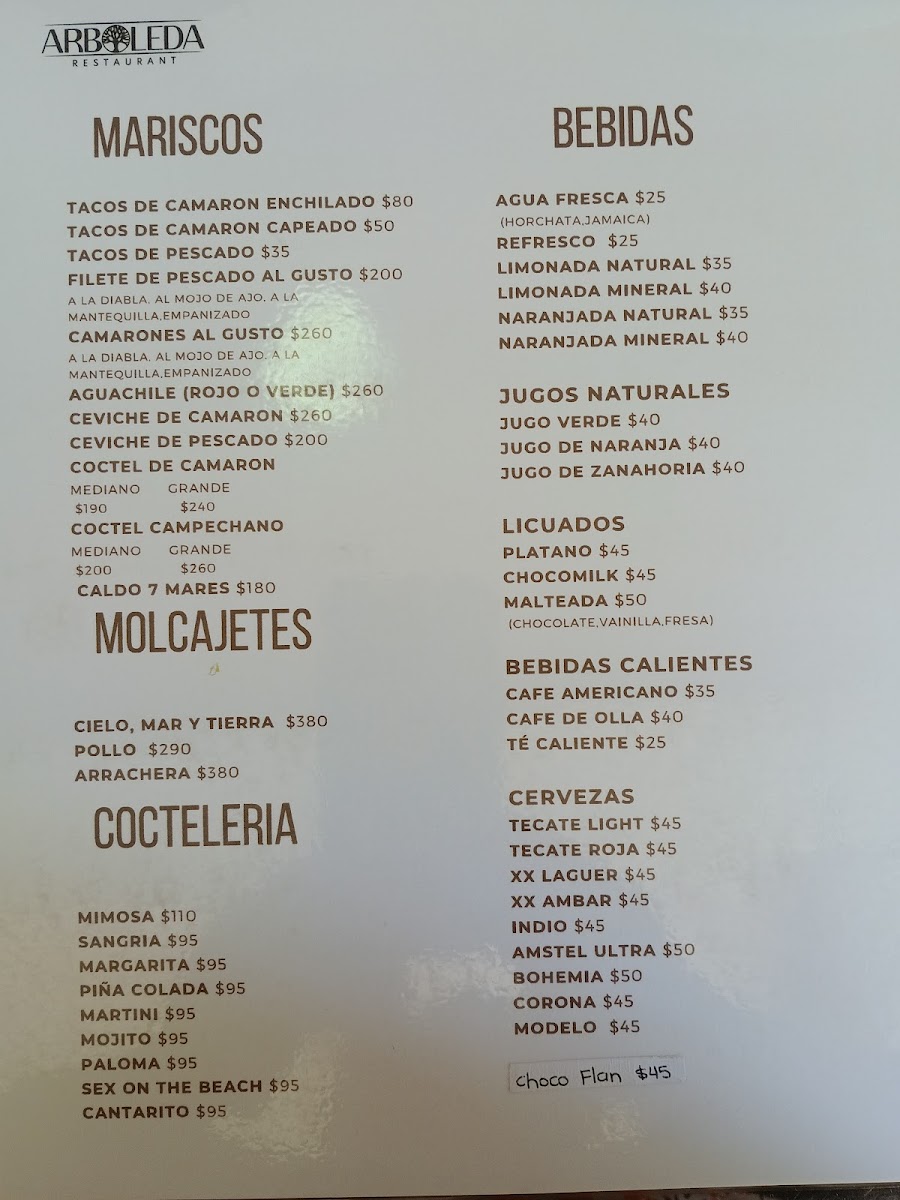 ARBOLEDA
RESTAURANT
MARISCOS
TACOS DE CAMARON ENCHILADO $80
TACOS DE CAMARON CAPEADO $50
TACOS DE PESCADO $35
FILETE DE PESCADO AL GUSTO $200
A LA DIABLA. AL MOJO DE AJO. A LA
MANTEQUILLA,EMPANIZADO
CAMARONES AL GUSTO $260
A LA DIABLA. AL MOJO DE AJO. A LA
MANTEQUILLA,EMPANIZADO
AGUACHILE (ROJO O VERDE) $260
CEVICHE DE CAMARON $260
CEVICHE DE PESCADO $200
COCTEL DE CAMARON
MEDIANO GRANDE
$190 $240
COCTEL CAMPECHANO
MEDIANO GRANDE
$200 $260
CALDO 7 MARES $180
MOLCAJETES
CIELO, MAR Y TIERRA $380
POLLO $290
ARRACHERA $380
COCTELERIA
MIMOSA $110
SANGRIA $95
MARGARITA $95
PIÑA COLADA $95
MARTINI $95
MOJITO $95
PALOMA $95
SEX ON THE BEACH $95
CANTARITO $95
BEBIDAS
AGUA FRESCA $25
(HORCHATA,JAMAICA)
REFRESCO $25
LIMONADA NATURAL $35
LIMONADA MINERAL $40
NARANJADA NATURAL $35
NARANJADA MINERAL $40
JUGOS NATURALES
JUGO VERDE $40
JUGO DE NARANJA $40
JUGO DE ZANAHORIA $40
LICUADOS
PLATANO $45
CHOCOMILK $45
MALTEADA $50
(CHOCOLATE,VAINILLA,FRESA)
BEBIDAS CALIENTES
CAFE AMERICANO $35
CAFE DE OLLA $40
TÉ CALIENTE $25
CERVEZAS
TECATE LIGHT $45
TECATE ROJA $45
XX LAGUER $45
XX AMBAR $45
INDIO $45
AMSTEL ULTRA $50
BOHEMIA $50
CORONA $45
MODELO $45
choco Flan $45